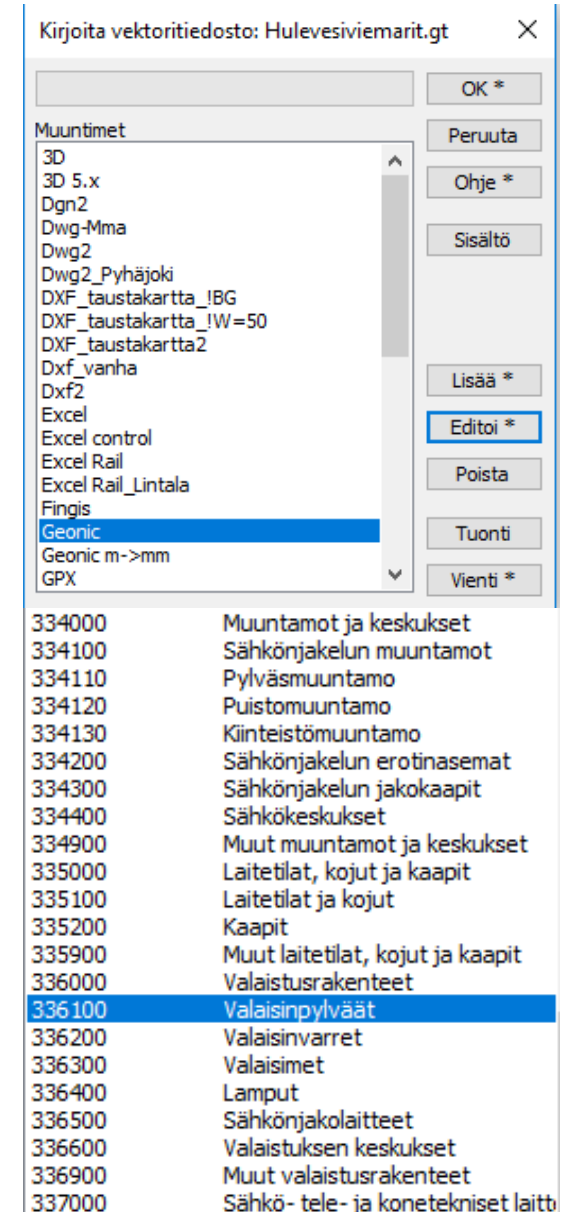 Kirjoita vektoritiedosto: Hulevesiviemarit.gt
OK *
Muuntimet
Peruuta
3D
3D 5.x
Ohje *
Dgn2
Dwg-Mma
Sisältö
Dwg2
Dwg2_Pyhäjoki
DXF_taustakartta_!BG
DXF_taustakartta_!W=50
DXF_taustakartta2
Dxf_vanha
Lisää *
Dxf2
Excel
Editoi *
Excel control
Excel Rail
Poista
Excel Rail_Lintala
Fingis
Geonic
Tuonti
Geonic m->mm
GPX
Vienti *
334000 Muuntamot ja keskukset
334100 Sähkönjakelun muuntamot
334110 Pylväsmuuntamo
334120 Puistomuuntamo
334130 Kiinteistömuuntamo
334200 Sähkönjakelun erotinasemat
334300 Sähkönjakelun jakokaapit
334400 Sähkökeskukset
334900 Muut muuntamot ja keskukset
335000 Laitetilat, kojut ja kaapit
335100 Laitetilat ja kojut
335200 Kaapit
335900 Muut laitetilat, kojut ja kaapit
336000 Valaistusrakenteet
336100 Valaisinpylväät
336200 Valaisinvarret
336300 Valaisimet
336400 Lamput
336500 Sähkönjakolaitteet
336600 Valaistuksen keskukset
336900 Muut valaistusrakenteet
337000 Sähkö- tele- ja konetekniset laitt